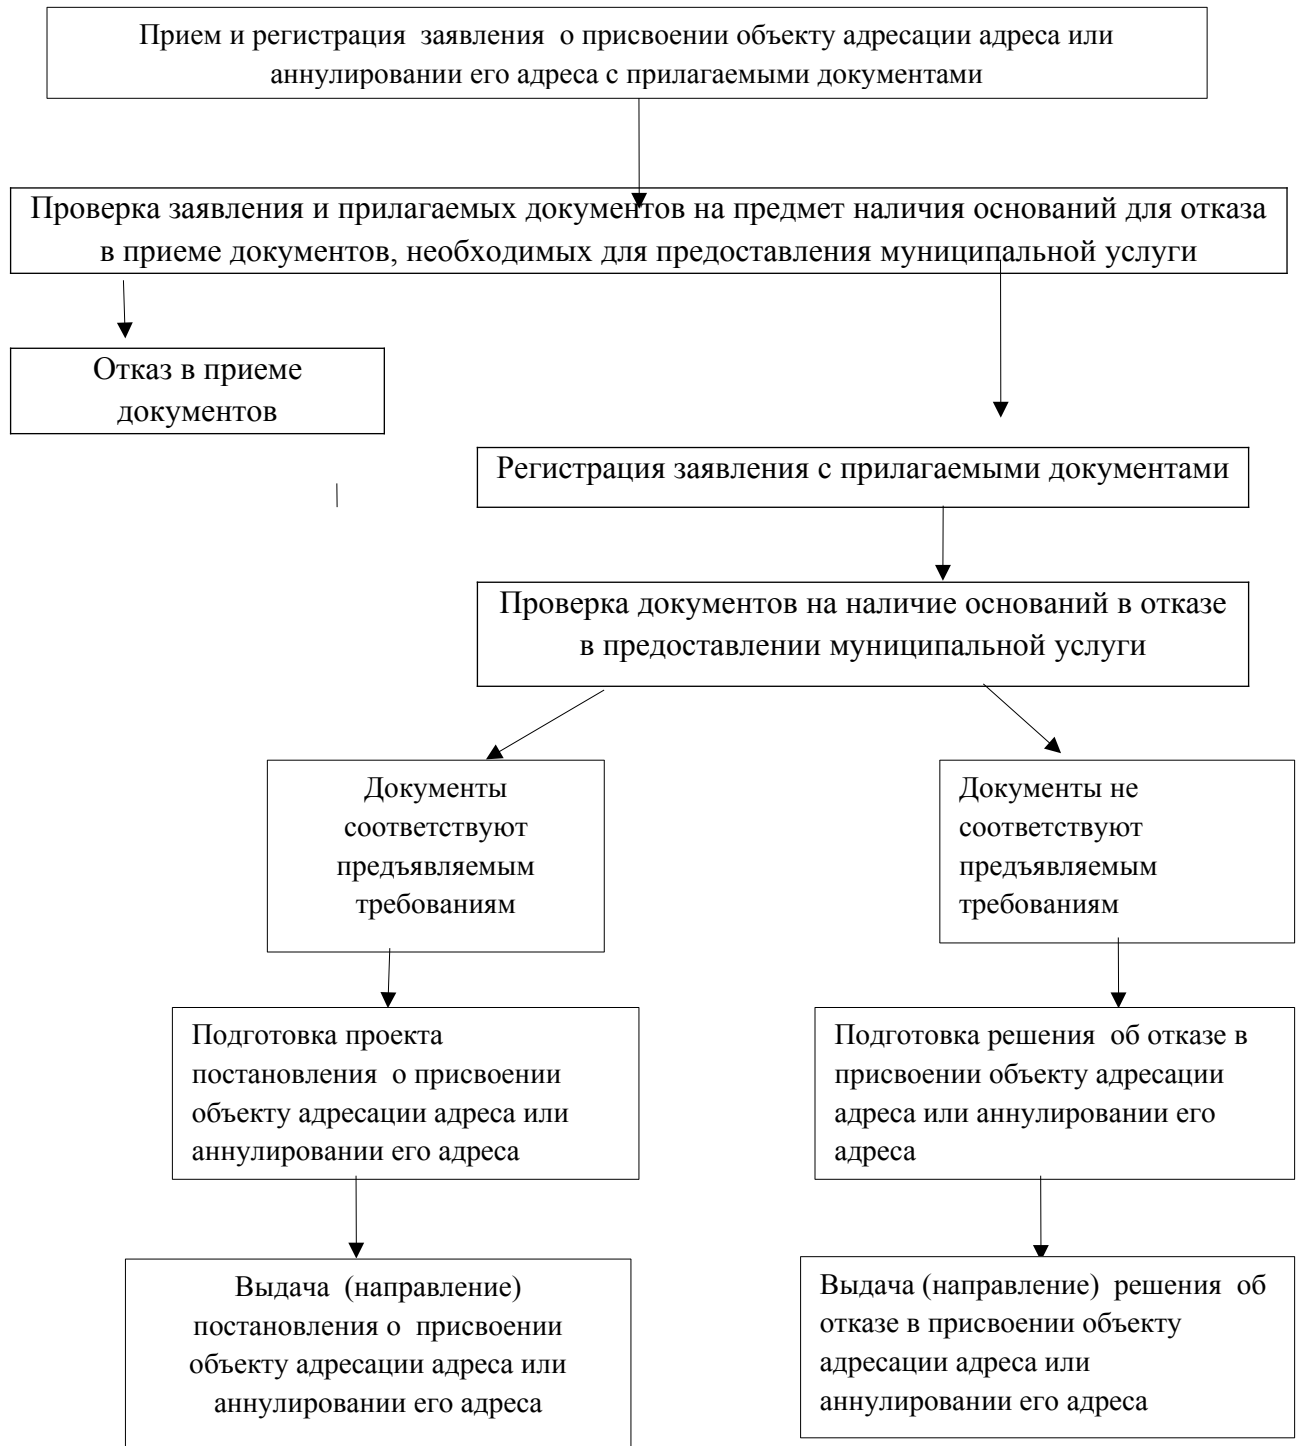 Прием и регистрация  заявления  о присвоении объекту адресации адреса или
аннулировании его адреса с прилагаемыми документами
Проверка заявления и прилагаемых документов на предмет наличия оснований для отказа
в приеме документов, необходимых для предоставления муниципальной услуги
Отказ в приеме
документов
Регистрация заявления с прилагаемыми документами
Проверка документов на наличие оснований в отказе
в предоставлении муниципальной услуги
Документы
соответствуют
предъявляемым
требованиям
Документы не
соответствуют
предъявляемым
требованиям
Подготовка проекта
постановления  о присвоении
объекту адресации адреса или
аннулировании его адреса
Подготовка решения  об отказе в
присвоении объекту адресации
адреса или аннулировании его
адреса
Выдача  (направление)
постановления о  присвоении
объекту адресации адреса или
аннулировании его адреса
Выдача (направление)  решения  об
отказе в присвоении объекту
адресации адреса или
аннулировании его адреса